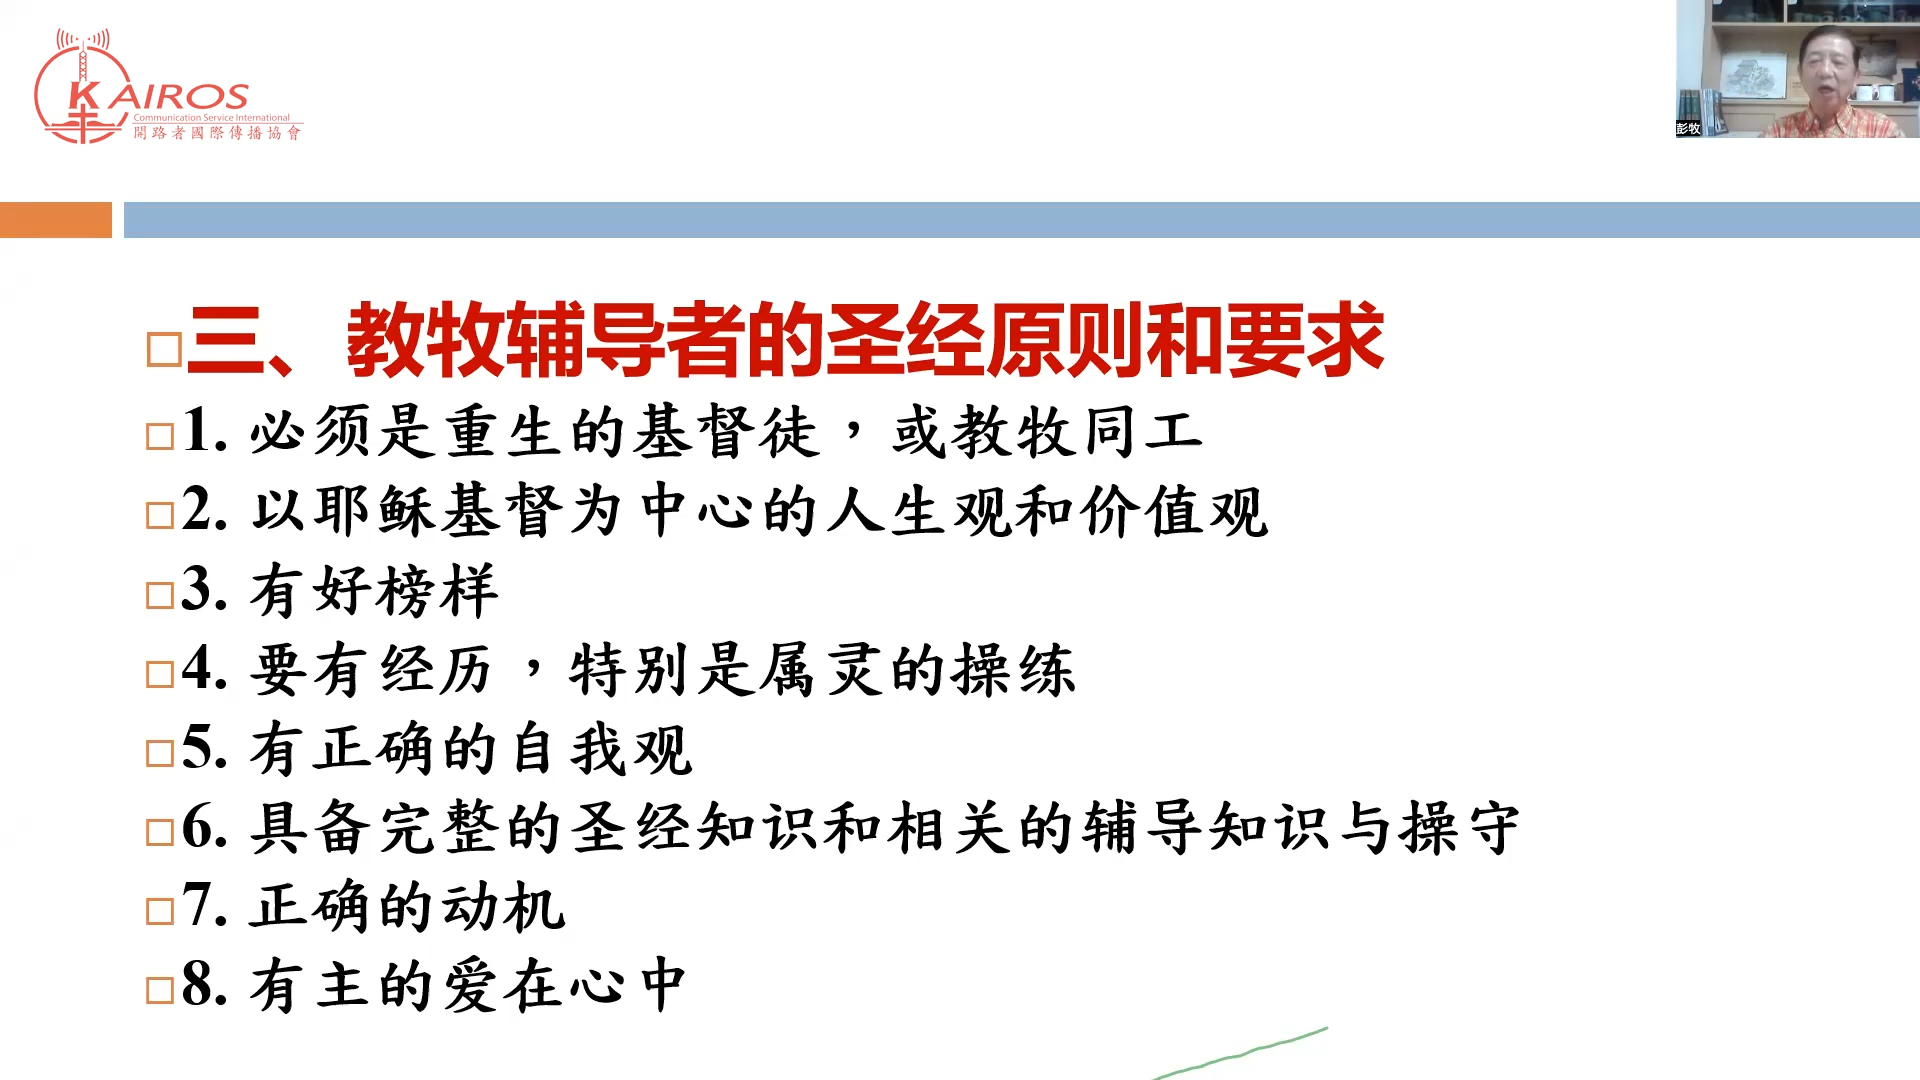 KAIROS
Communication Service International
開路者國際傳播協會
彭牧
三、教牧辅导者的圣经原则和要求
1. 必须是重生的基督徒，或教牧同工
2. 以耶稣基督为中心的人生观和价值观
3. 有好榜样
4. 要有经历，特别是属灵的操练
5. 有正确的自我观
6. 具备完整的圣经知识和相关的辅导知识与操守
7. 正确的动机
8. 有主的爱在心中